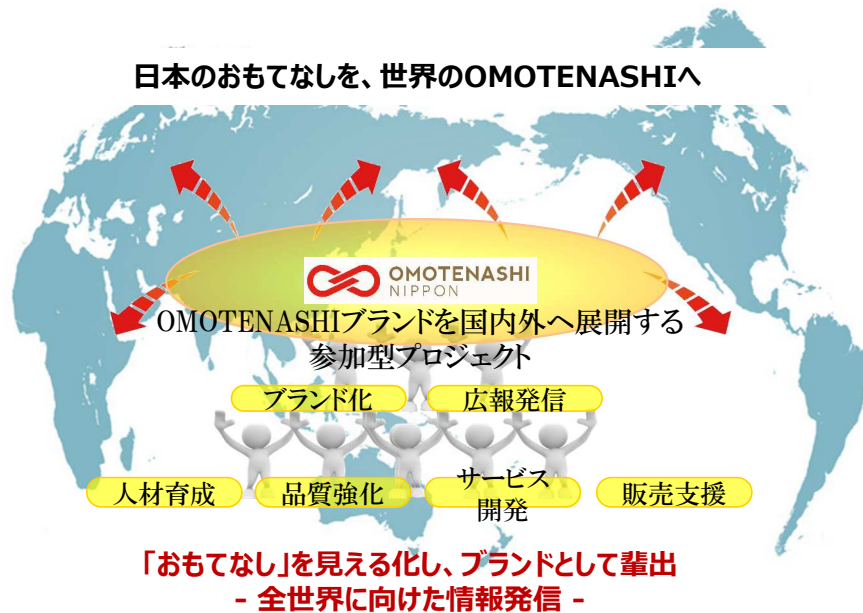 日本のおもてなしを、世界のOMOTENASHIへ
OMOTENASHI
NIPPON
OMOTENASHIブランドを国内外へ展開する
参加型プロジェクト
ブランド化
広報発信
人材育成
品質強化
サービス
開発
販売支援
「おもてなし」を見える化し、ブランドとして輩出
- 全世界に向けた情報発信 -